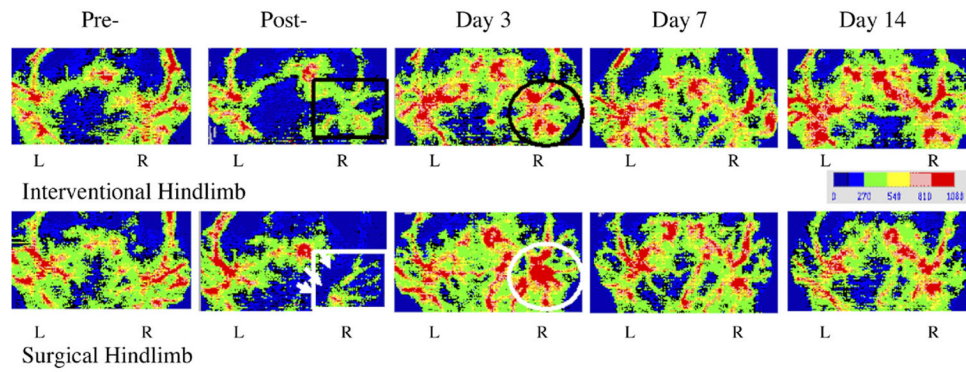 Pre- Post- Day 3 Day 7 Day 14
L R L R L R L R L R
Interventional Hindlimb
0 270 540 810 1080
L R L R L R L R L R
Surgical Hindlimb